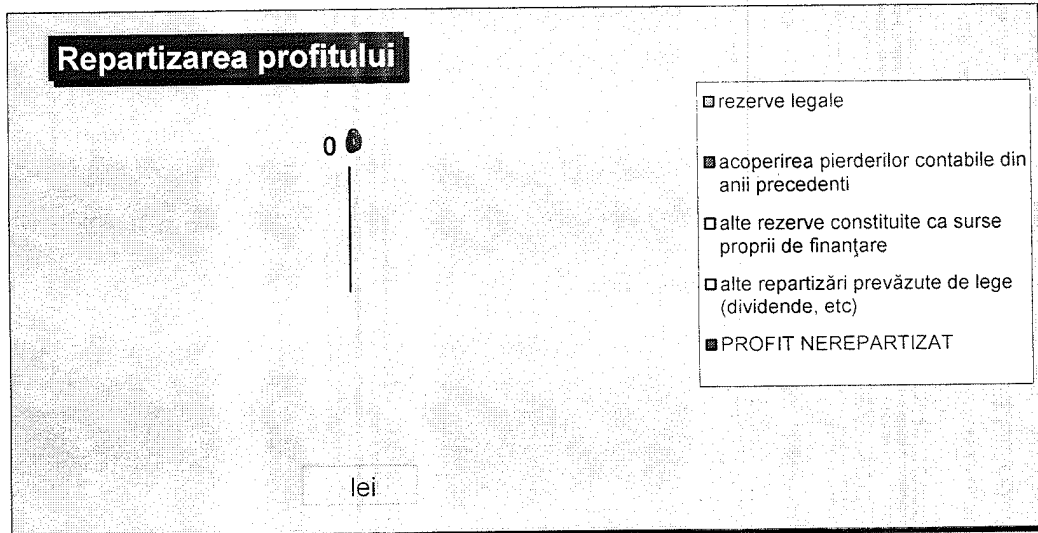 Repartizarea profitului
0
rezerve legale
acoperirea pierderilor contabile din
anii precedenti
alte rezerve constituite ca surse
proprii de finanțare
alte repartizări prevăzute de lege
(dividende, etc)
PROFIT NEREPARTIZAT
lei